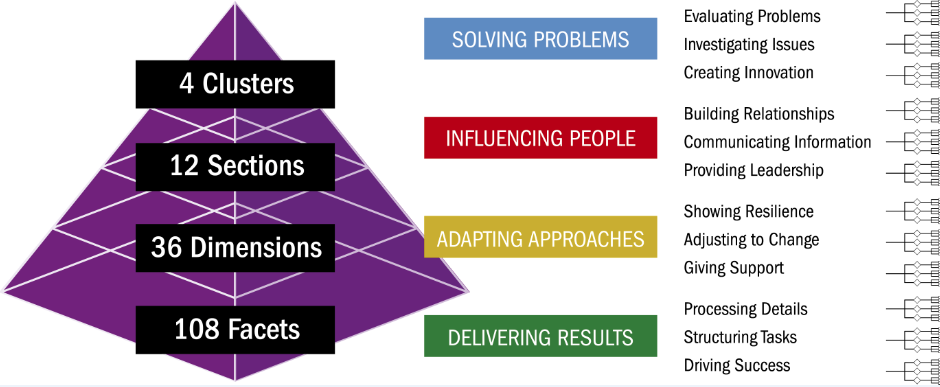 4 Clusters
12 Sections
36 Dimensions
108 Facets
SOLVING PROBLEMS
Evaluating Problems
Investigating Issues
Creating Innovation
INFLUENCING PEOPLE
Building Relationships
Communicating Information
Providing Leadership
ADAPTING APPROACHES
Showing Resilience
Adjusting to Change
Giving Support
DELIVERING RESULTS
Processing Details
Structuring Tasks
Driving Success